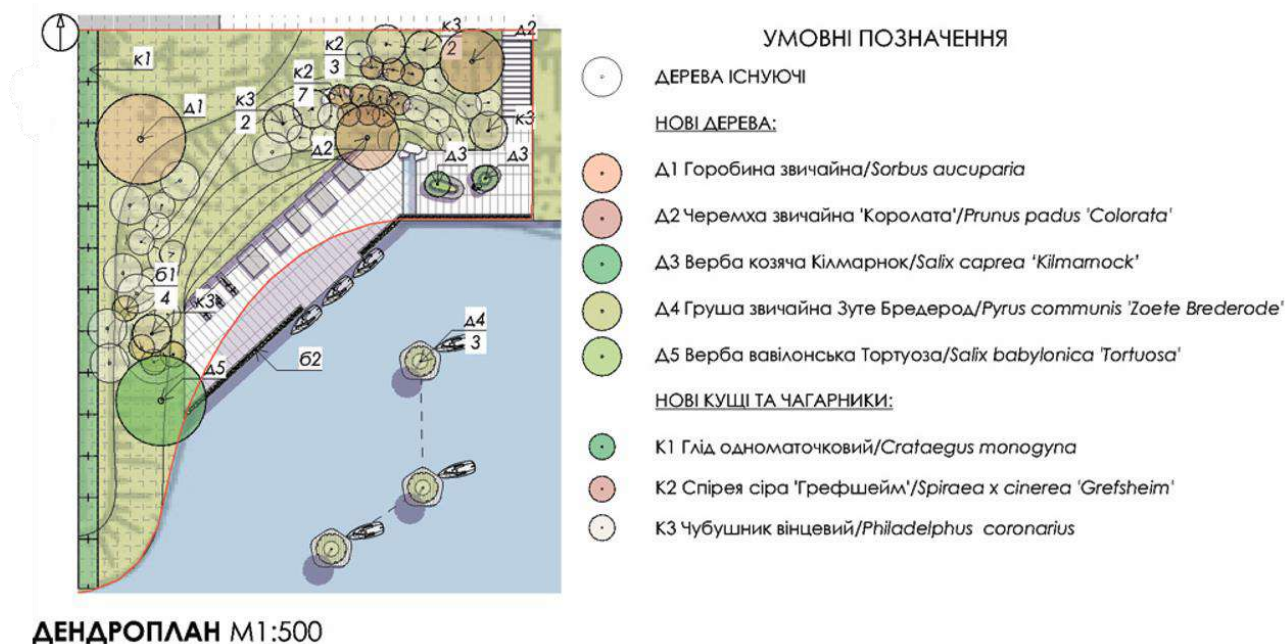 к3
2
д2
к2
3
к1
к2
7
д1
к3
2
к3
д2
д3
д3
б1
4
к3
д4
3
д5
б2
ДЕНДРОПЛАН М1:500
УМОВНІ ПОЗНАЧЕННЯ
ДЕРЕВА ІСНУЮЧІ
НОВІ ДЕРЕВА:
Д1 Горобина звичайна/Sorbus aucuparia
Д2 Черемха звичайна 'Королата'/Prunus padus 'Colorata'
Д3 Верба козяча Кілмарнок/Salix caprea ‘Kilmarnock’
Д4 Груша звичайна Зуте Бредерод/Pyrus communis 'Zoete Brederode'
Д5 Верба вавілонська Тортуоза/Salix babylonica 'Tortuosa'
НОВІ КУЩІ ТА ЧАГАРНИКИ:
К1 Глід одноматочковий/Crataegus monogyna
К2 Спірея сіра 'Грефшейм'/Spiraea x cinerea 'Grefsheim'
К3 Чубушник вінцевий/Philadelphus coronarius